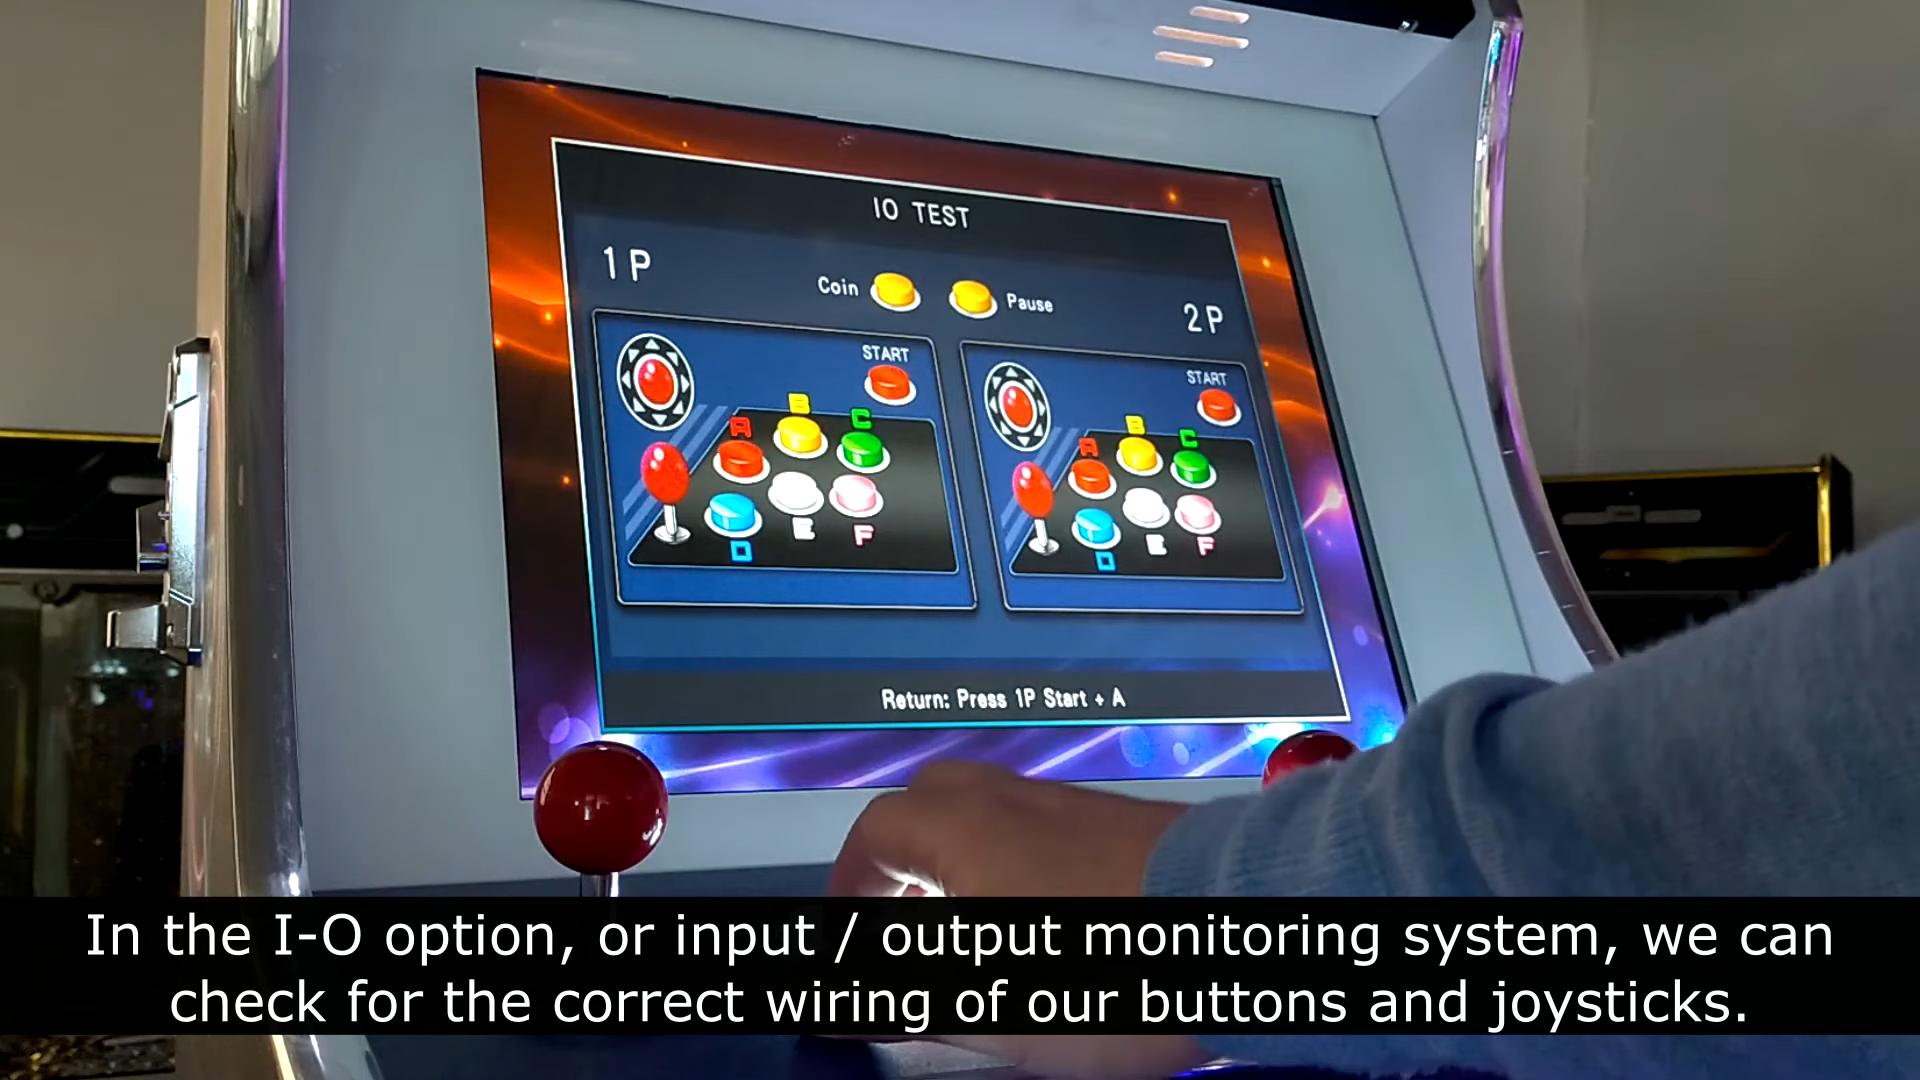 IO TEST
1P
Coin
Pause
2P
START
A
B
C
D
E
F
START
A
B
C
D
E
F
Return: Press 1P Start + A
In the I-O option, or input / output monitoring system, we can
check for the correct wiring of our buttons and joysticks.